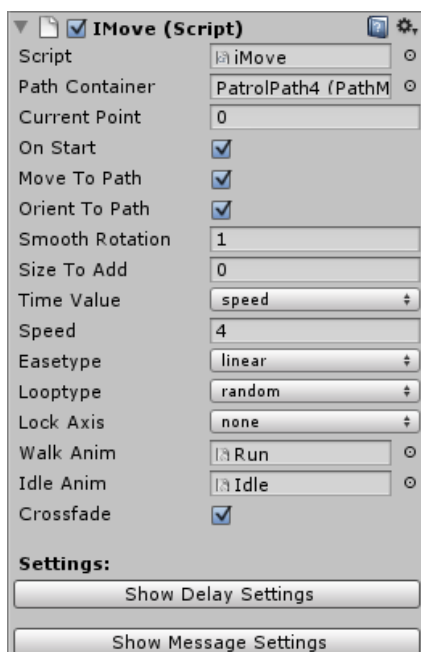 IMove (Script)
Script iMove
Path Container PatrolPath4 (PathM
Current Point 0
On Start
Move To Path
Orient To Path
Smooth Rotation 1
Size To Add 0
Time Value speed
Speed 4
Easetype linear
Looptype random
Lock Axis none
Walk Anim Run
Idle Anim Idle
Crossfade
Settings:
Show Delay Settings
Show Message Settings